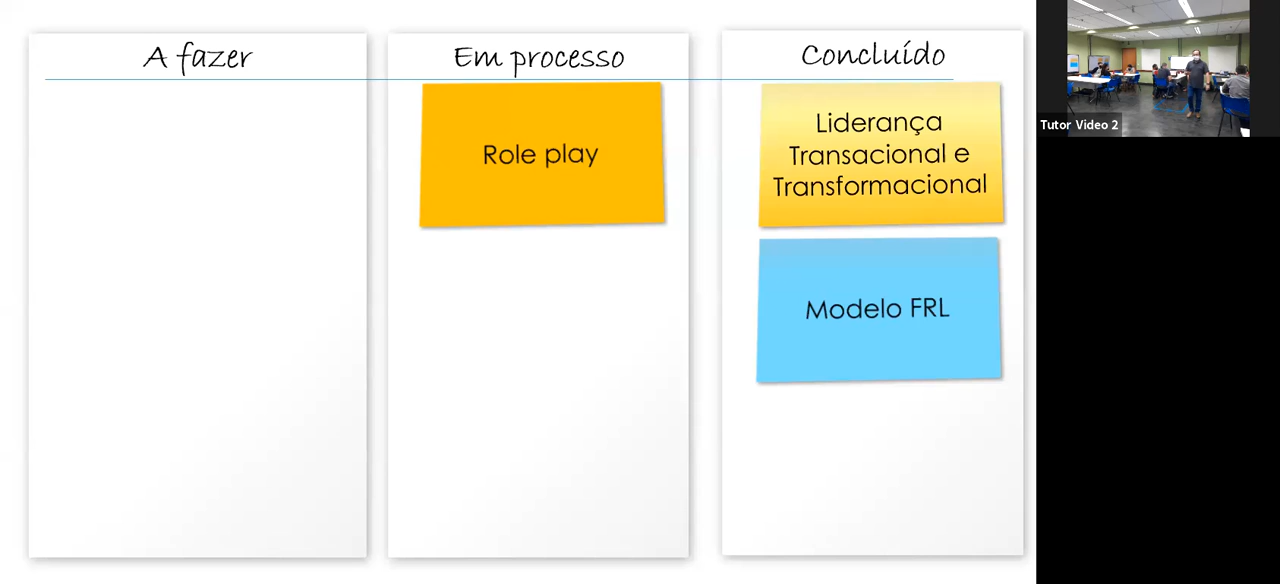 A fazer
Em processo
Concluído
Role play
Liderança
Transacional e
Transformacional
Modelo FRL
Tutor Video 2